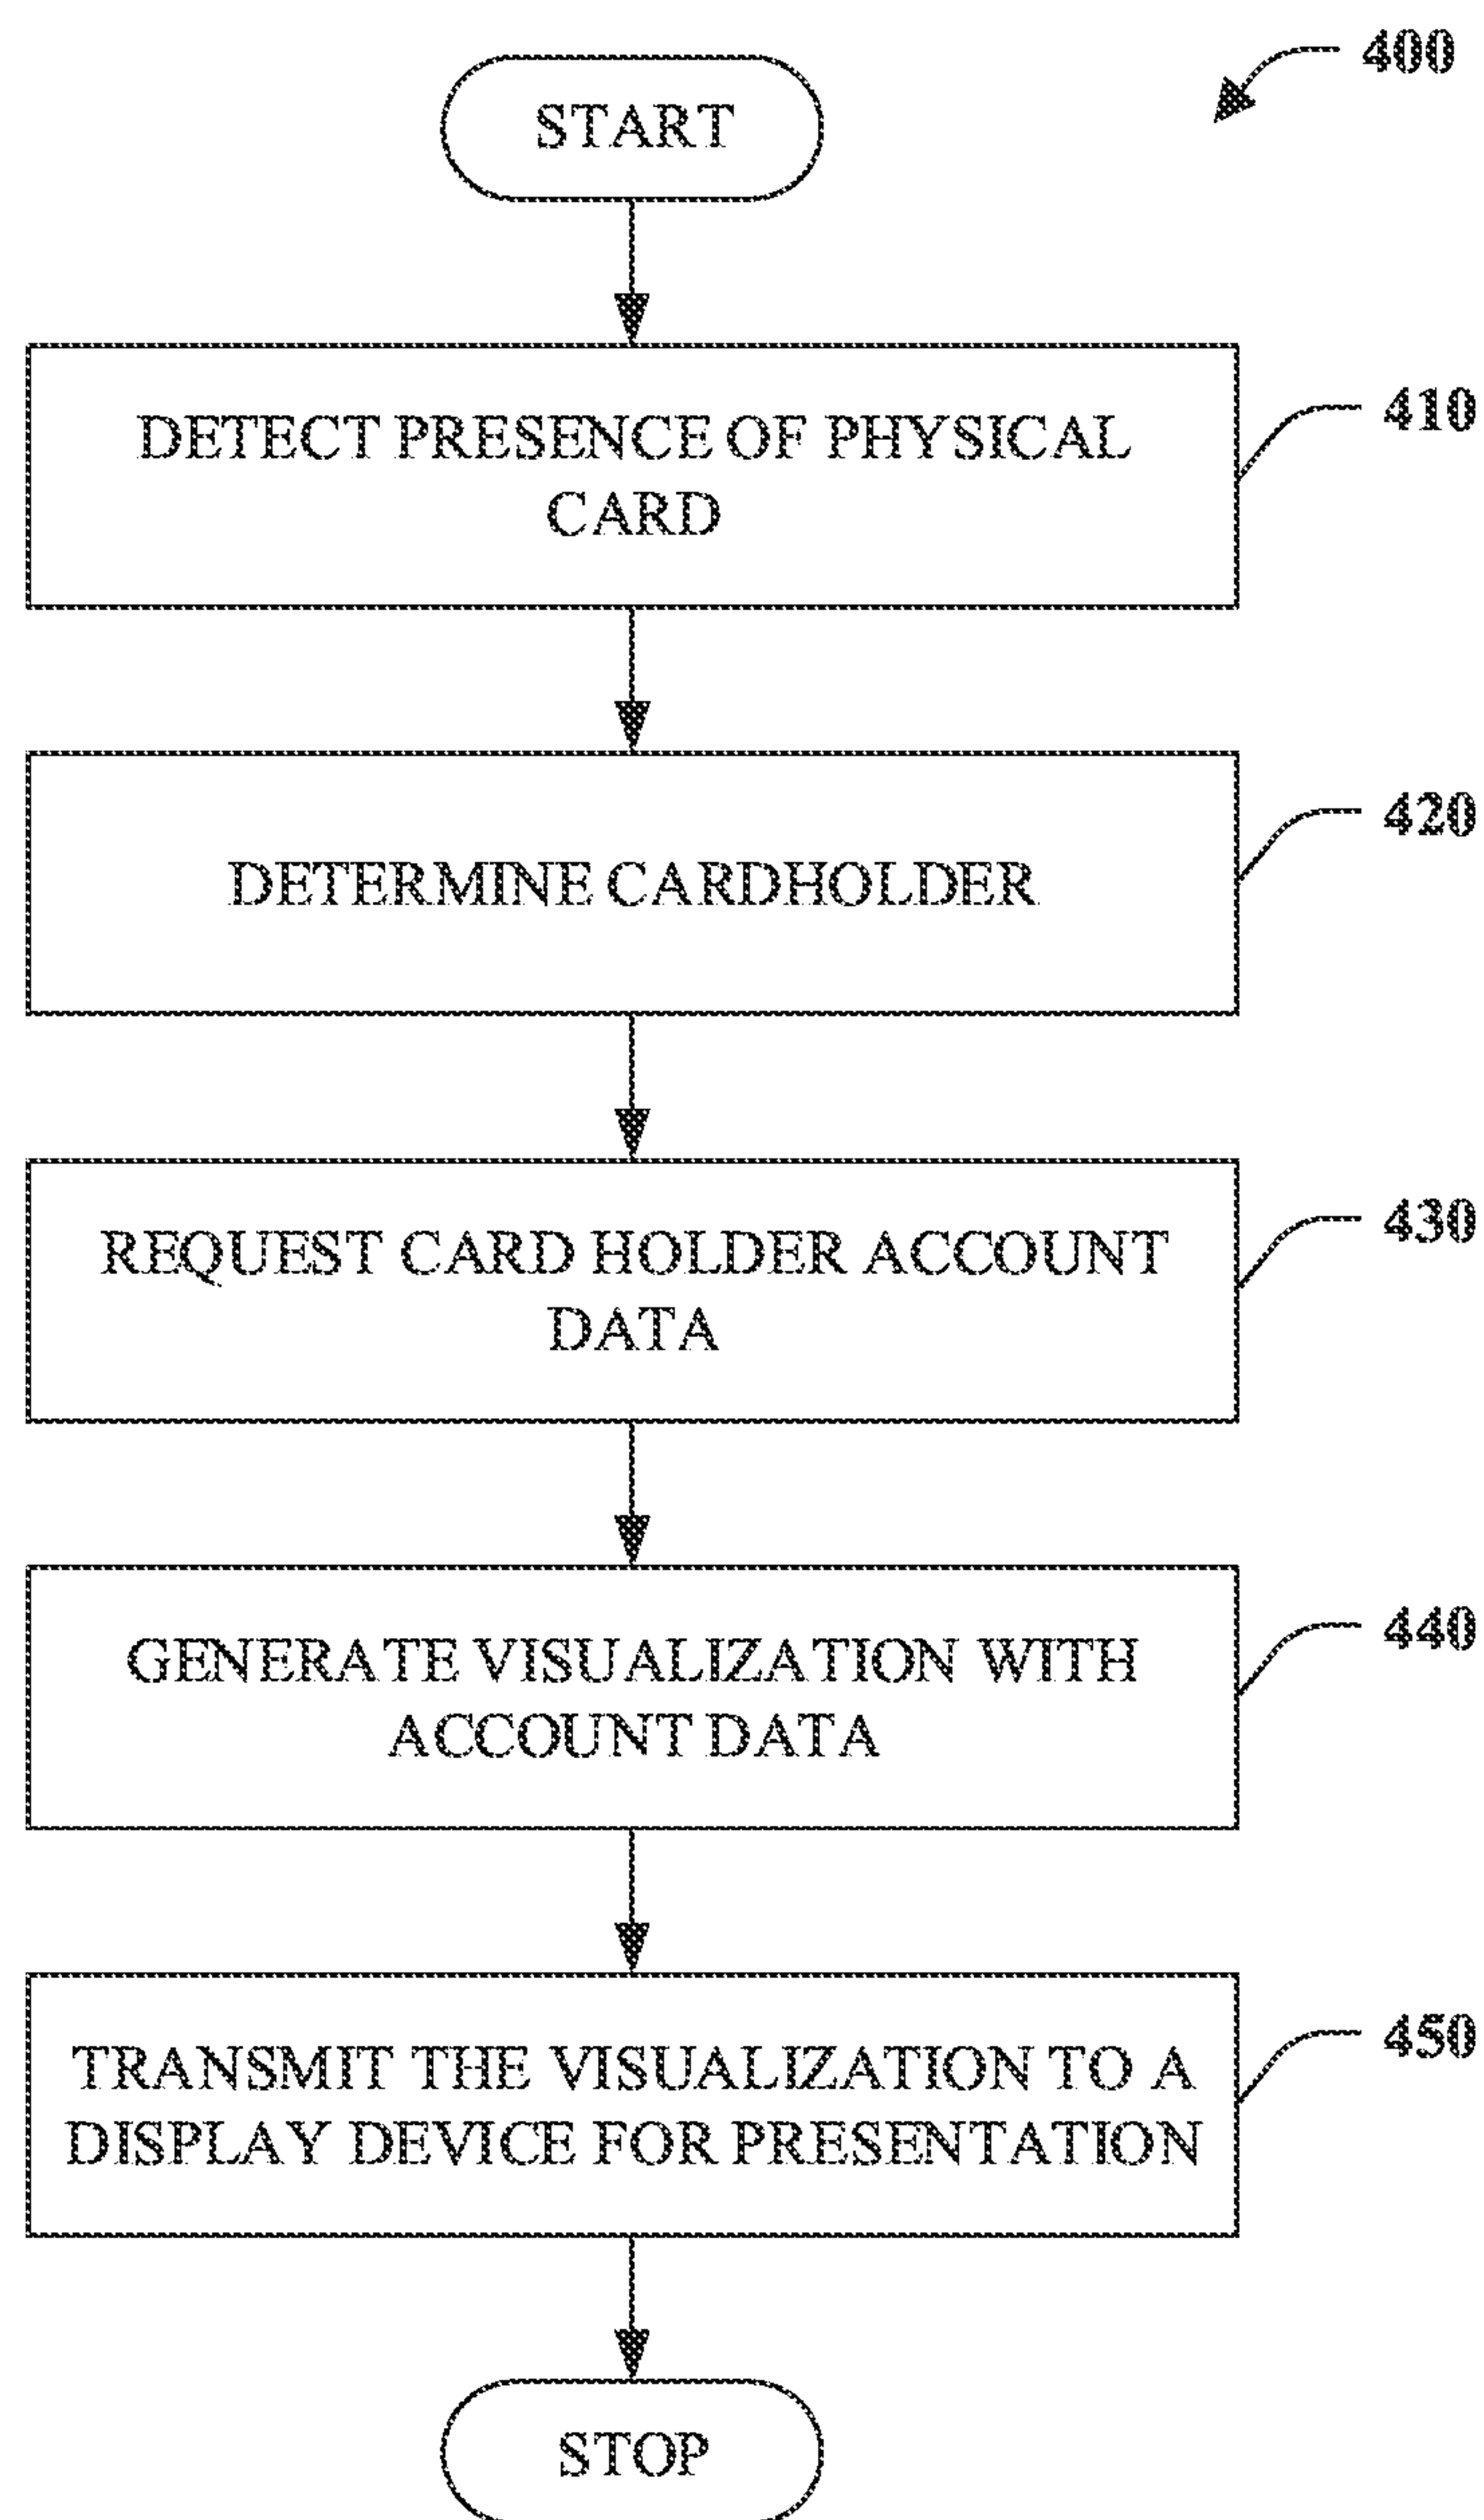 400
START
DETECT PRESENCE OF PHYSICAL
CARD
410
DETERMINE CARDHOLDER
420
REQUEST CARD HOLDER ACCOUNT
DATA
430
GENERATE VISUALIZATION WITH
ACCOUNT DATA
440
TRANSMIT THE VISUALIZATION TO A
DISPLAY DEVICE FOR PRESENTATION
450
STOP